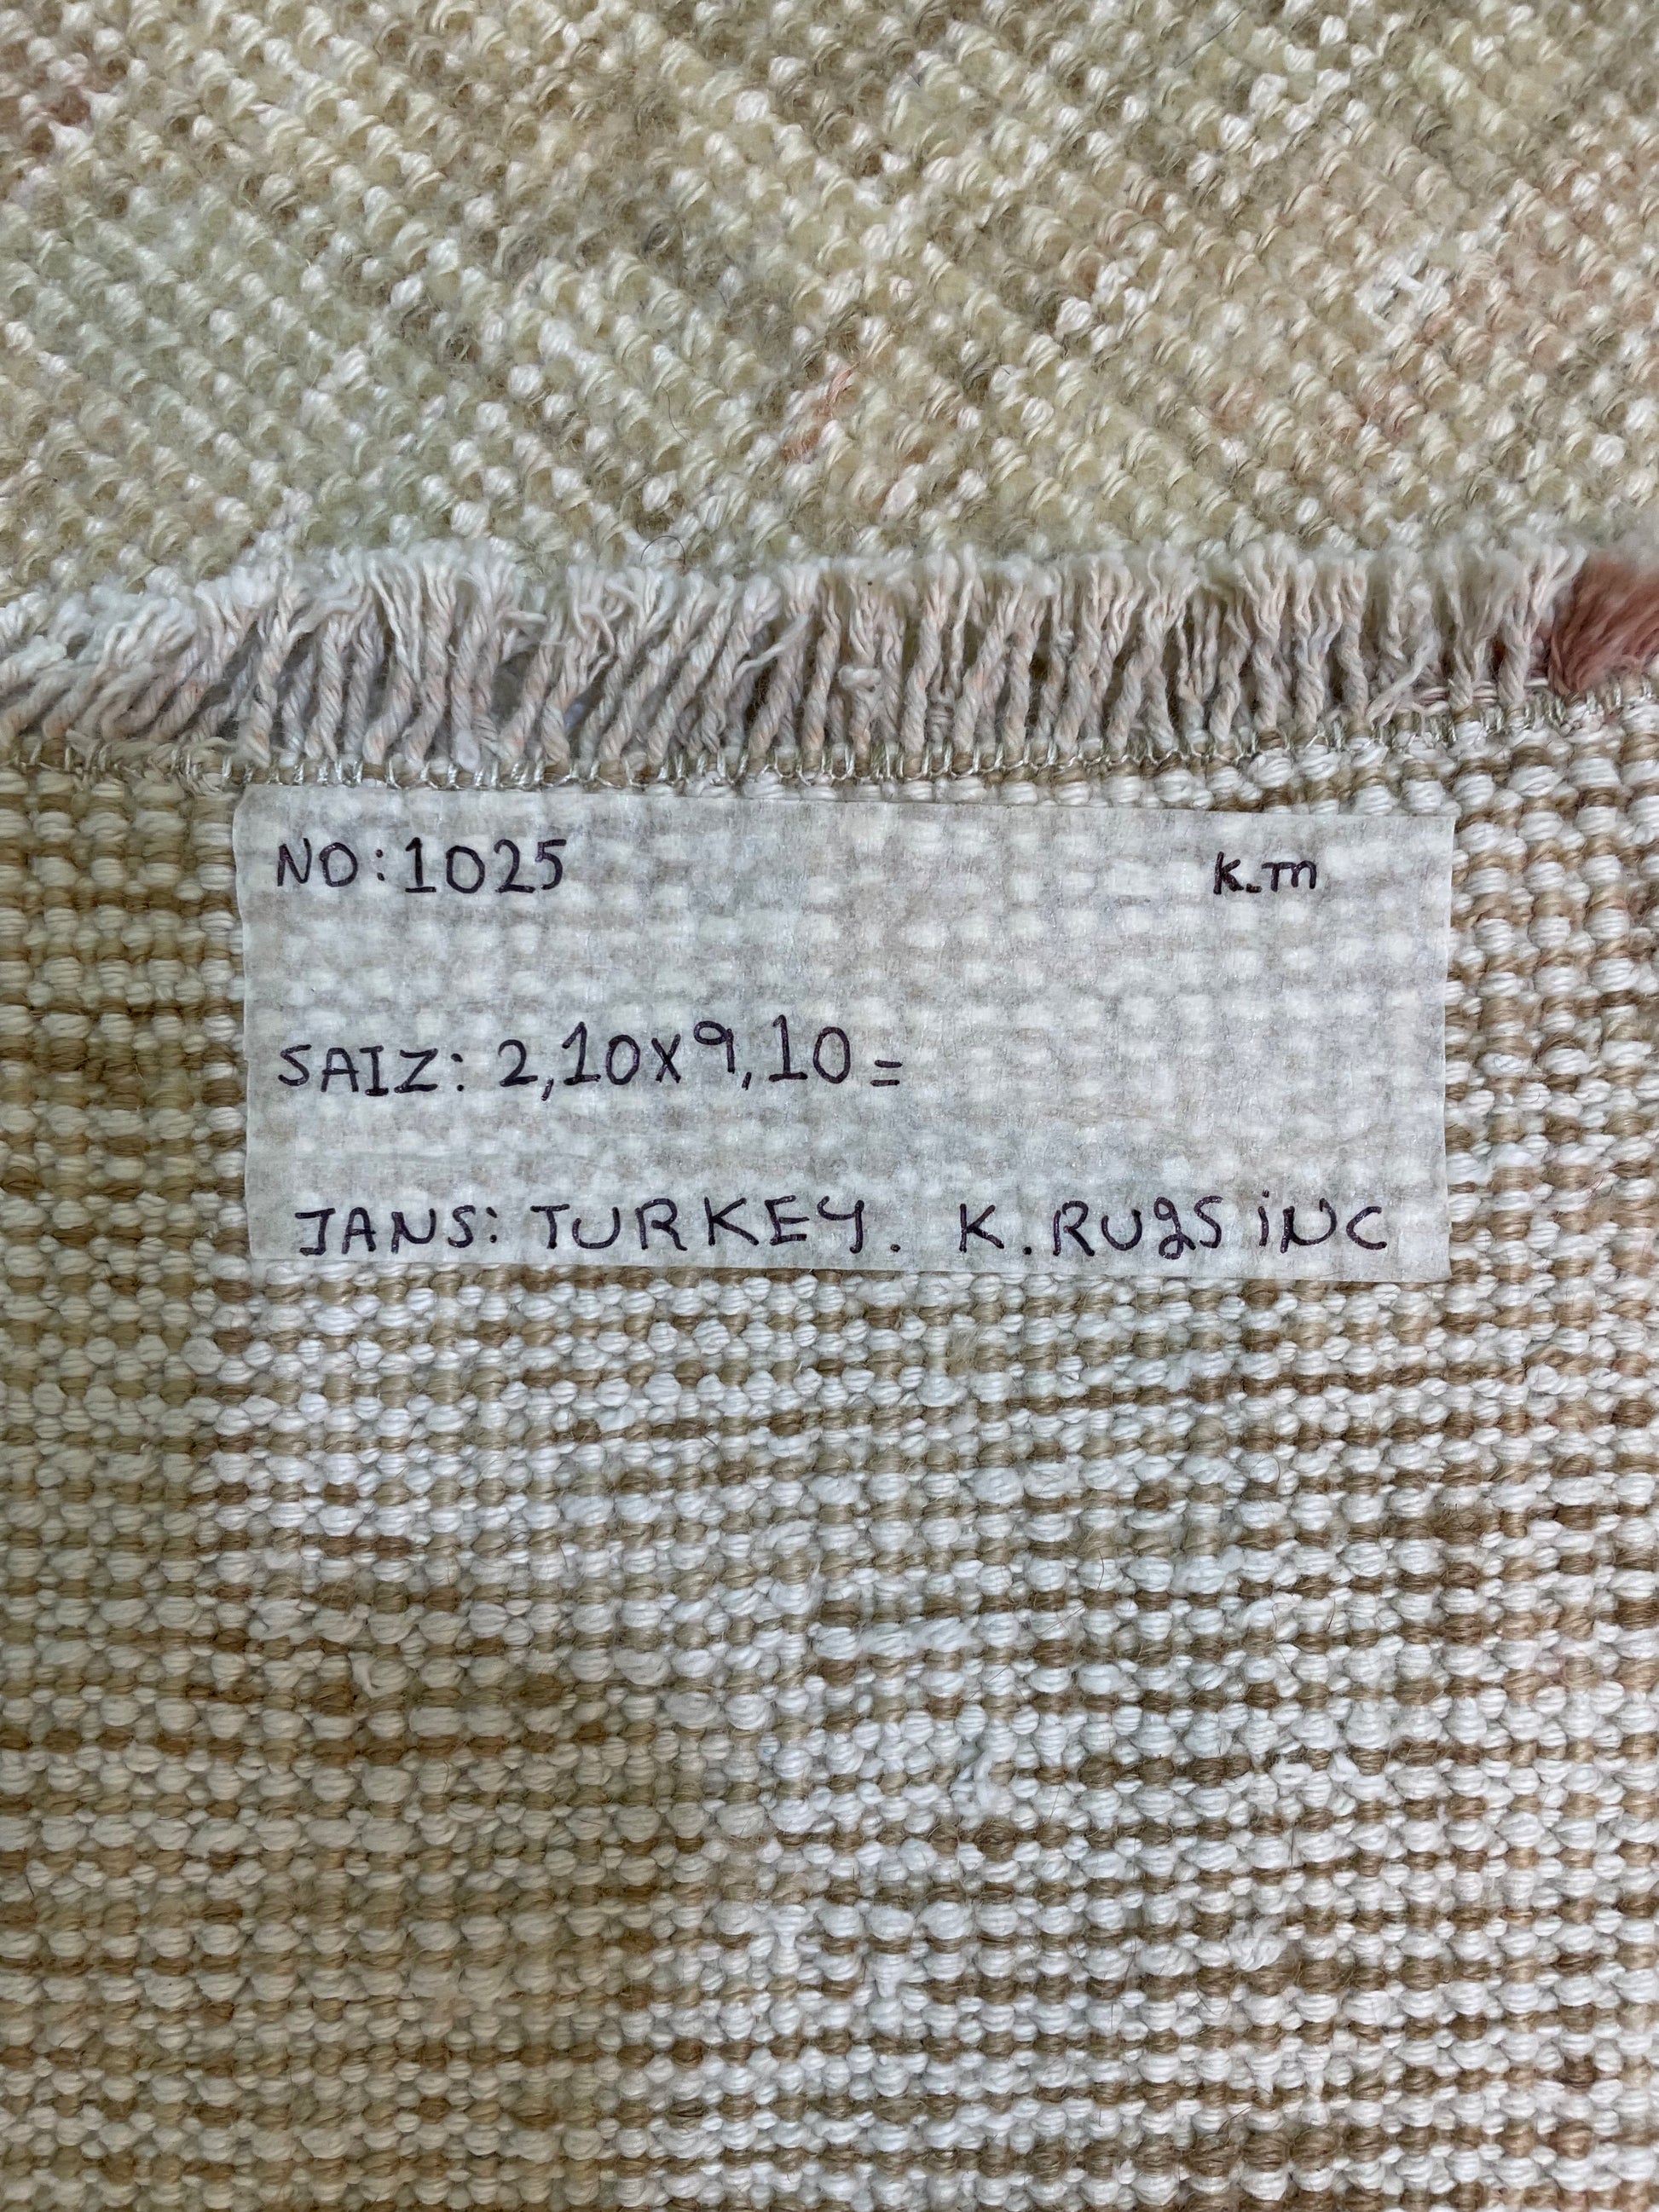 NO:1025 K.m
SAIZ: 2,10x9,10=
JANS: TURKEY. K.RUgS iNC